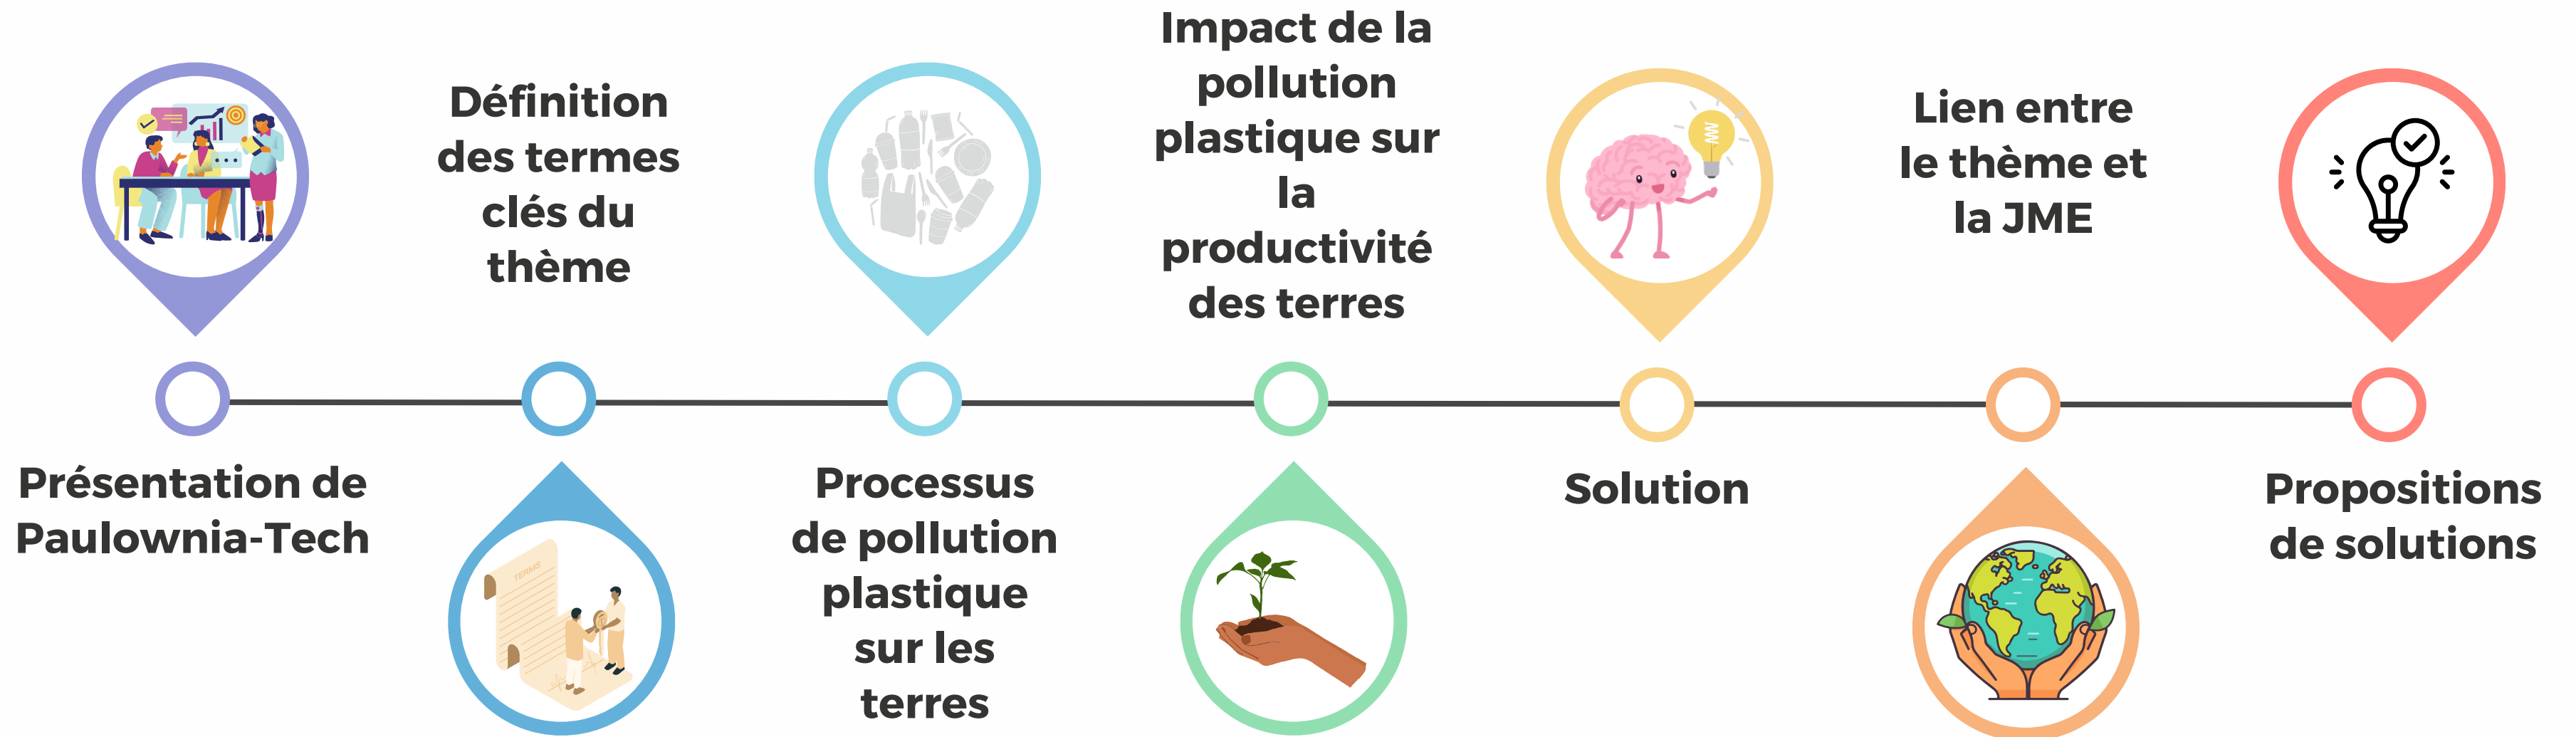 Présentation de
Paulownia-Tech
Définition
des termes
clés du
thème
TERMS
Processus
de pollution
plastique
sur les
terres
Impact de la
pollution
plastique sur
la
productivité
des terres
Solution
Lien entre
le thème et
la JME
Propositions
de solutions